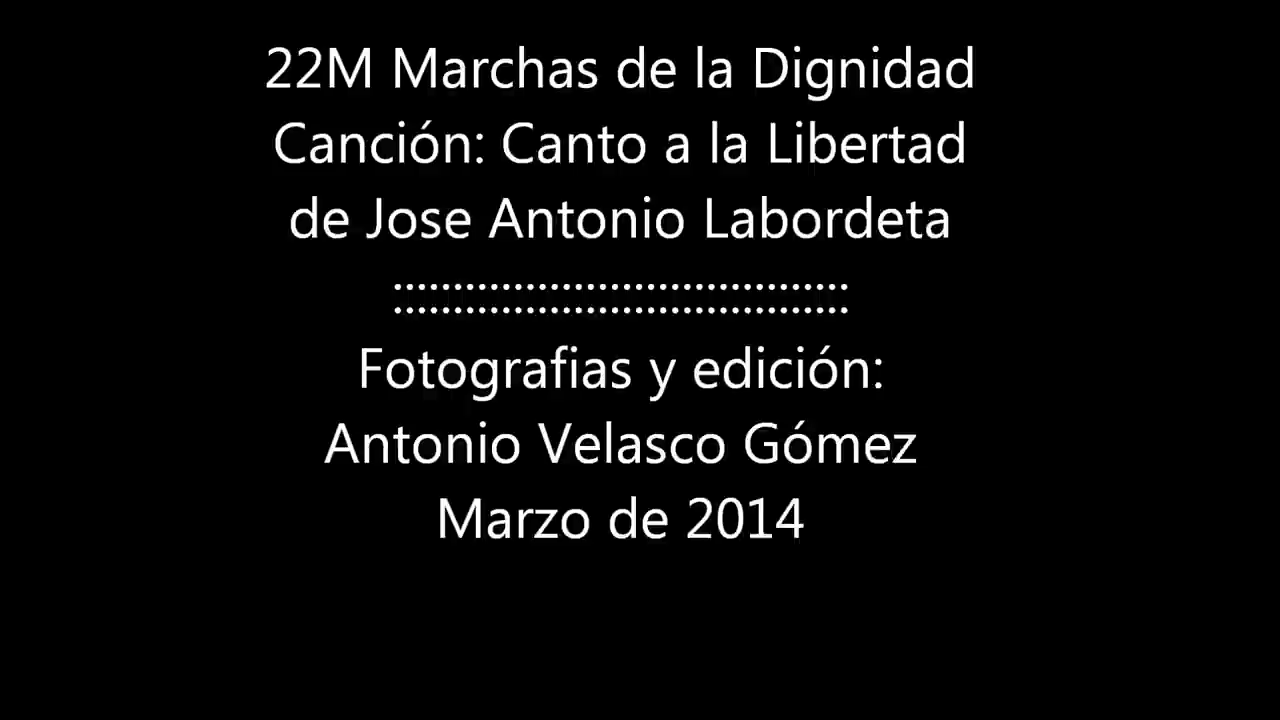 22M Marchas de la Dignidad
Canción: Canto a la Libertad
de Jose Antonio Labordeta
::::::::::::::::::::::::::::::::::::::
Fotografias y edición:
Antonio Velasco Gómez
Marzo de 2014